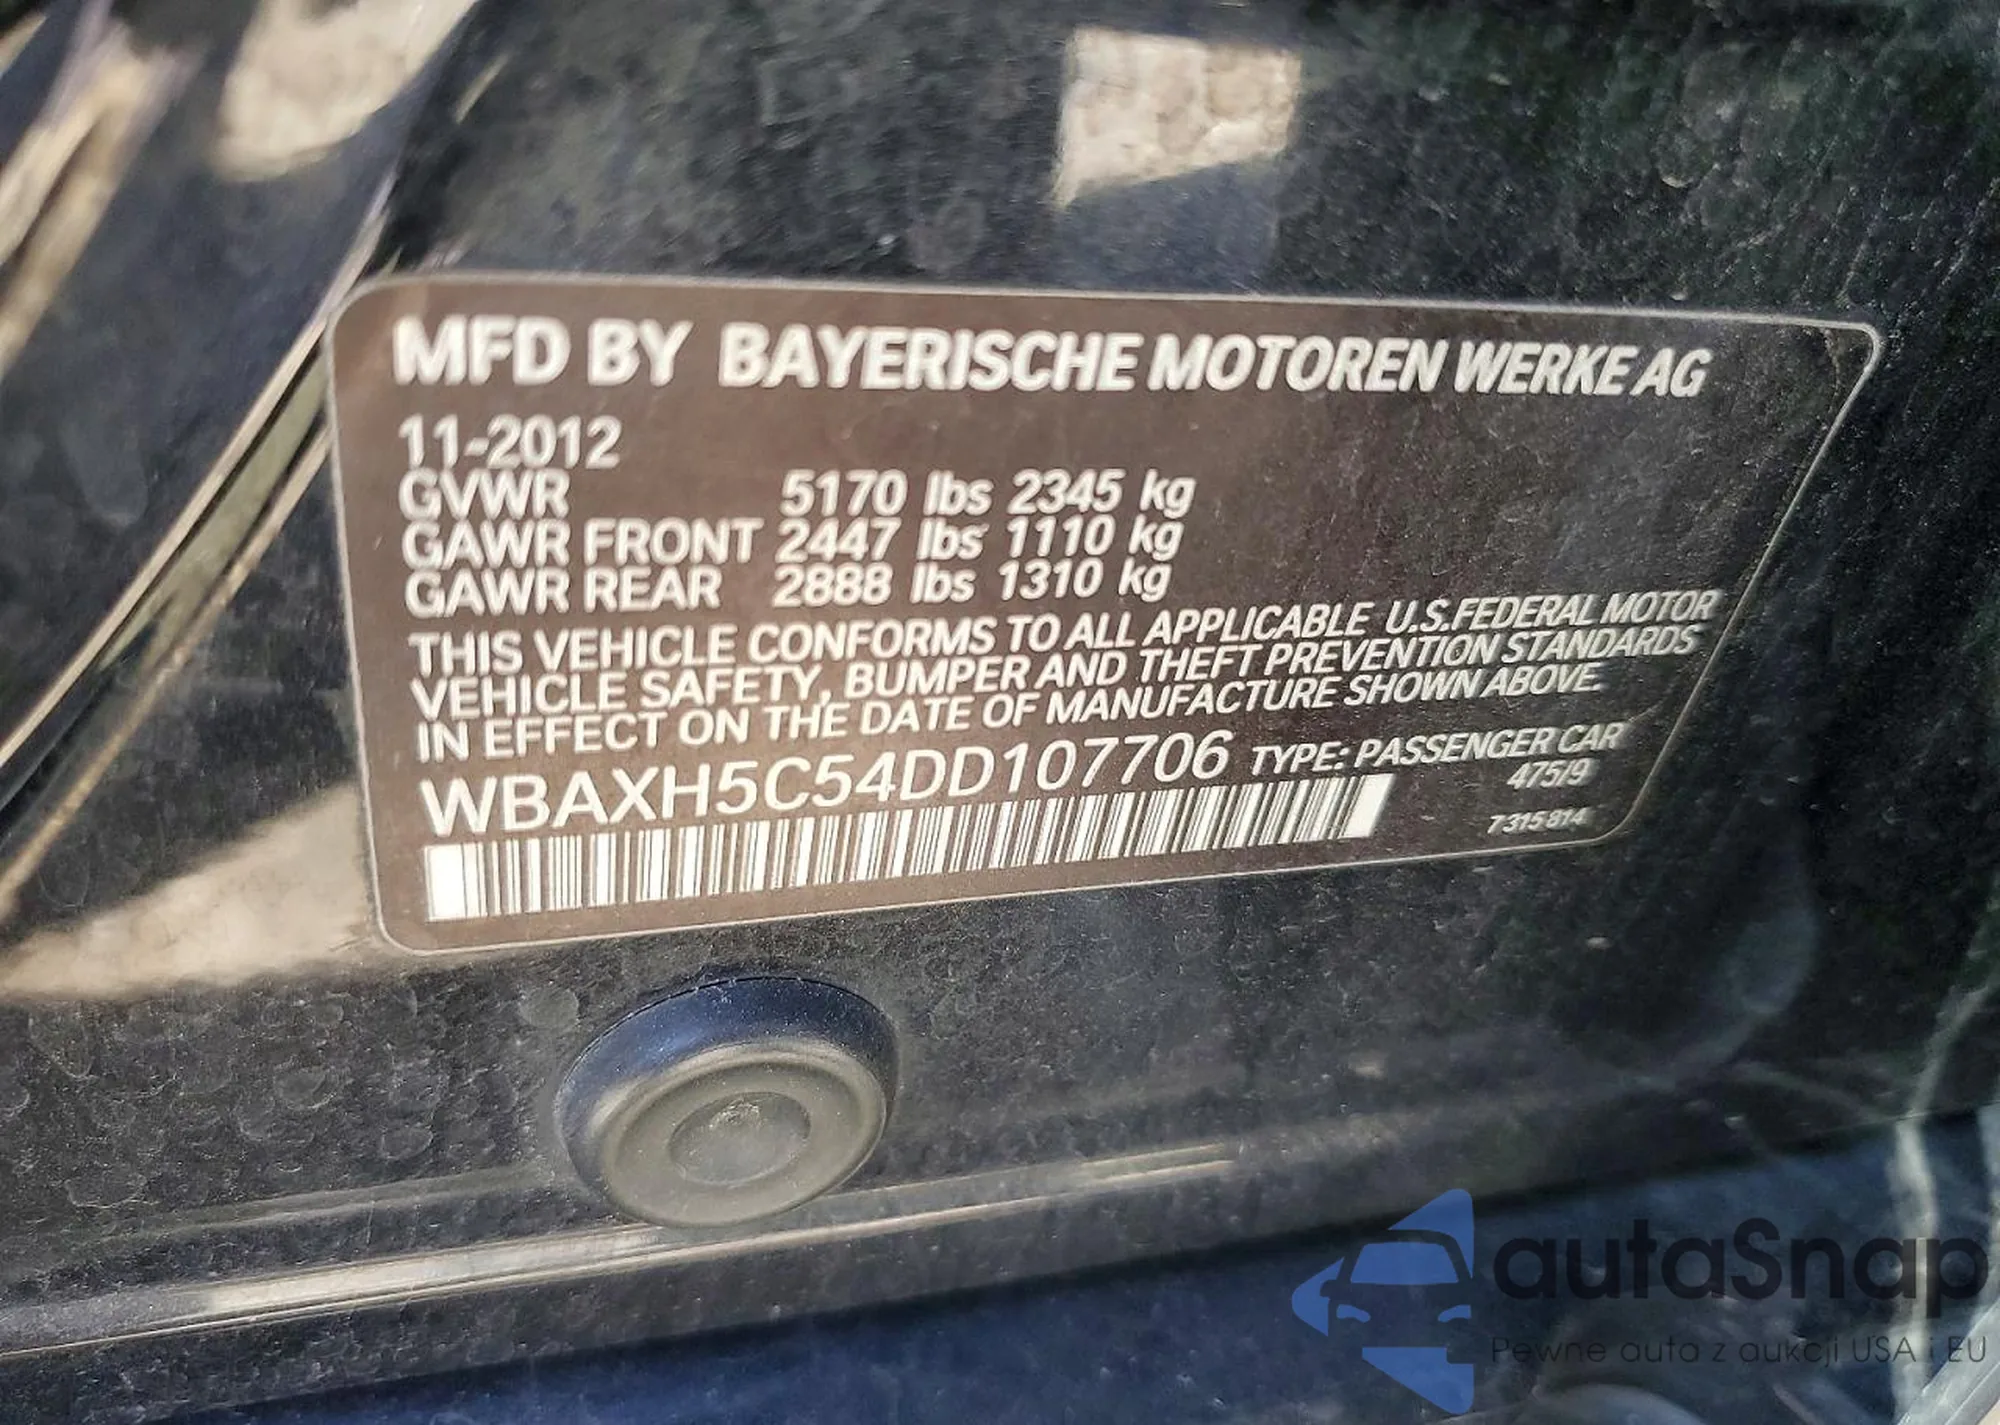 MFD BY BAYERISCHE MOTOREN WERKE AG
11-2012
GVWR 5170 lbs 2345 kg
GAWR FRONT 2447 lbs 1110 kg
GAWR REAR 2888 lbs 1310 kg
THIS VEHICLE CONFORMS TO ALL APPLICABLE U.S.FEDERAL MOTOR
VEHICLE SAFETY, BUMPER AND THEFT PREVENTION STANDARDS
IN EFFECT ON THE DATE OF MANUFACTURE SHOWN ABOVE.
WBAXH5C54DD107706 TYPE: PASSENGER CAR
475/9
7 315 814
autaSnap
Pewne auta z aukcji USA i EU